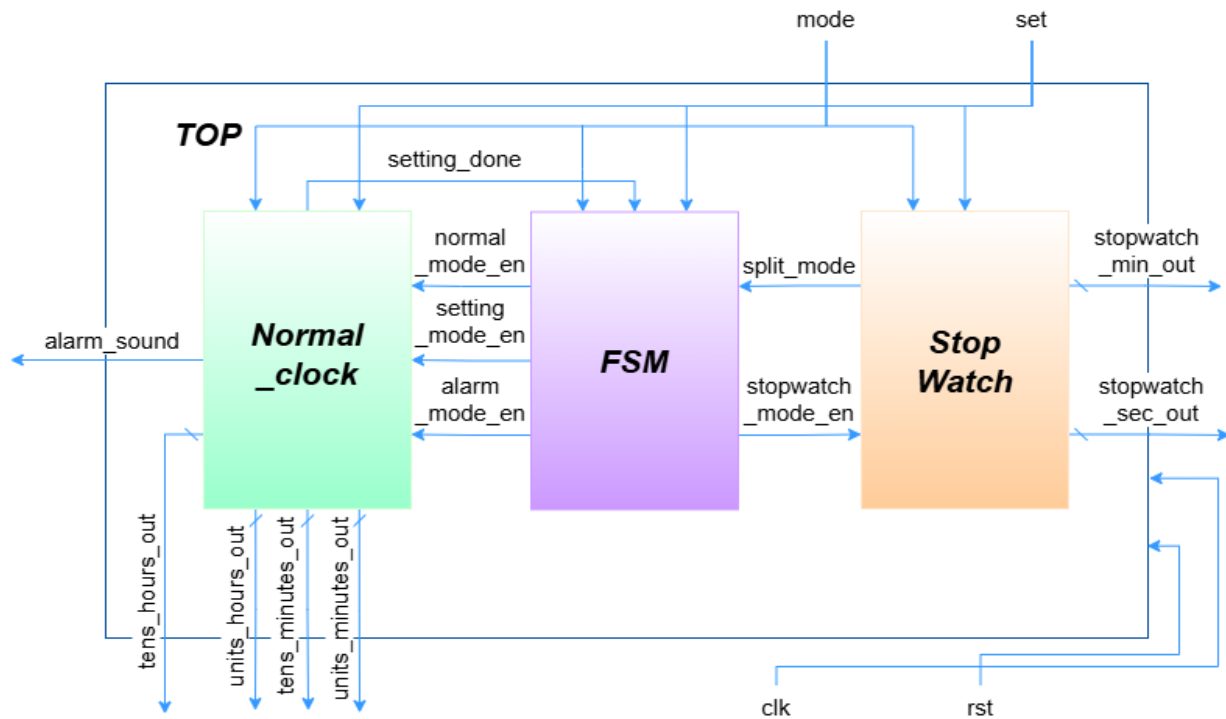 mode
set
TOP
setting_done
normal
_mode_en
split_mode
stopwatch
_min_out
setting
_mode_en
alarm_sound
Normal
_clock
FSM
Stop
Watch
alarm
_mode_en
stopwatch
_mode_en
stopwatch
_sec_out
tens_hours_out
units_hours_out
tens_minutes_out
units_minutes_out
clk
rst